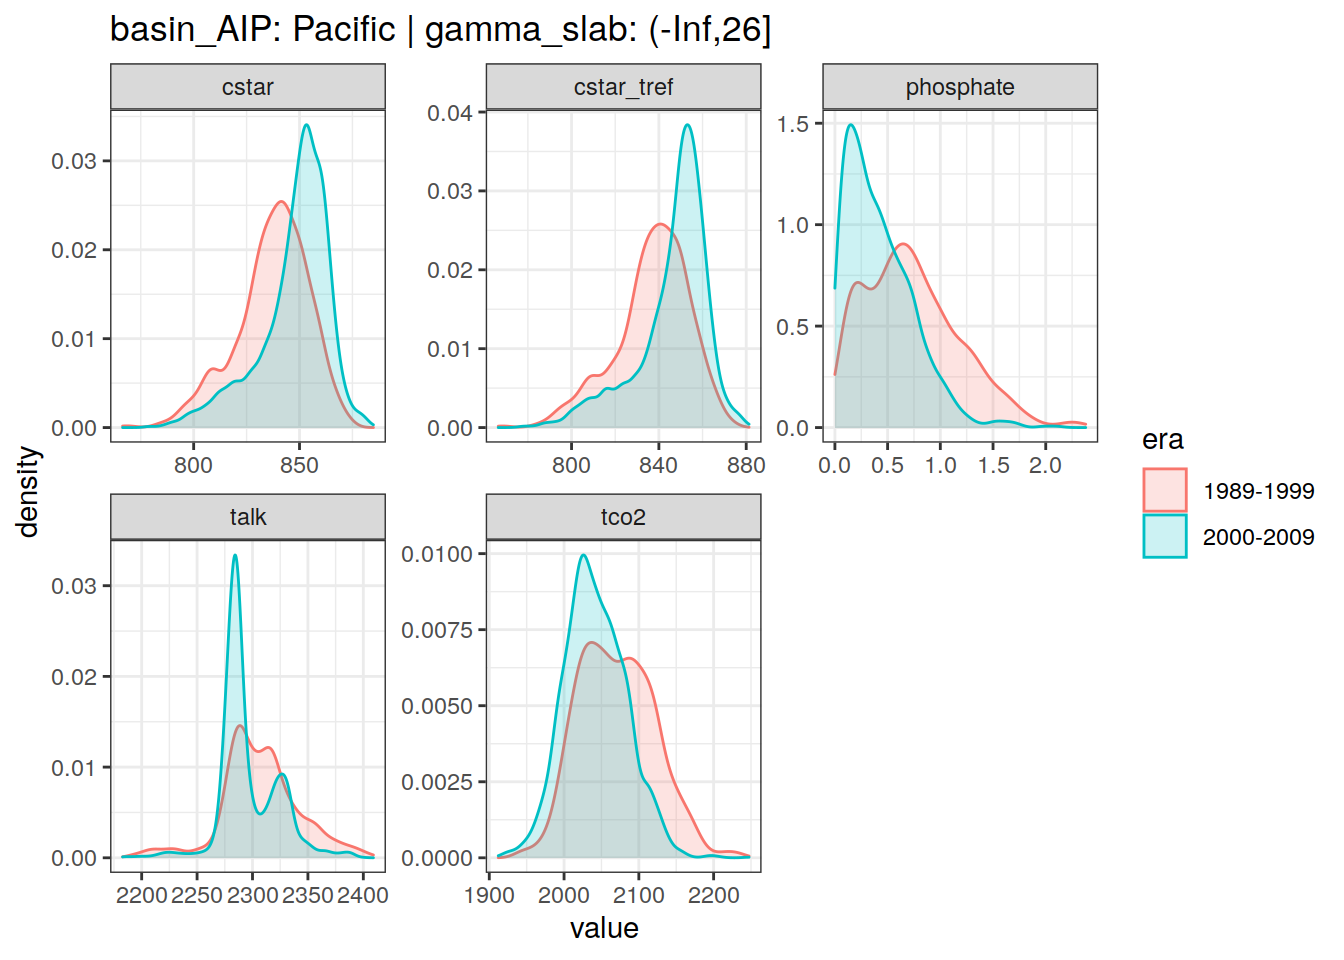 basin_AIP: Pacific | gamma_slab: (-Inf,26]
cstar
cstar_tref
phosphate
0.03
0.02
0.01
0.00
800 850
0.04
0.03
0.02
0.01
0.00
800 840 880
1.5
1.0
0.5
0.0
0.0 0.5 1.0 1.5 2.0
talk
tco2
0.03
0.02
0.01
0.00
2200 2250 2300 2350 2400
0.0100
0.0075
0.0050
0.0025
0.0000
1900 2000 2100 2200
density
value
era
1989-1999
2000-2009